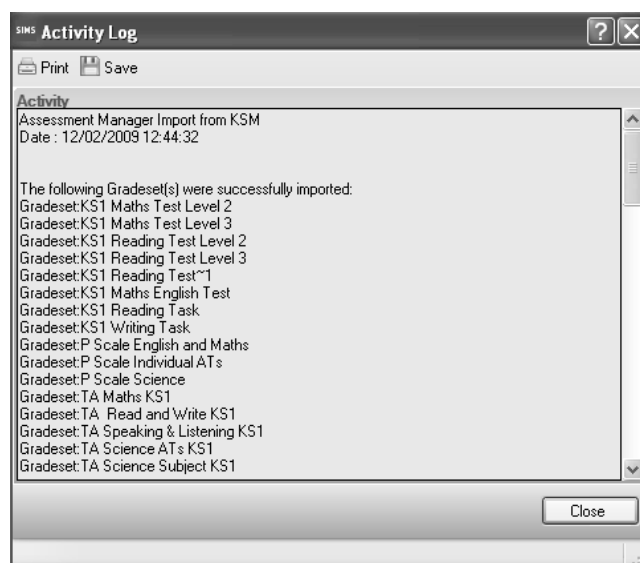 SIMS Activity Log
Print Save
Activity
Assessment Manager Import from KSM
Date : 12/02/2009 12:44:32
The following Gradeset(s) were successfully imported:
Gradeset:KS1 Maths Test Level 2
Gradeset:KS1 Maths Test Level 3
Gradeset:KS1 Reading Test Level 2
Gradeset:KS1 Reading Test Level 3
Gradeset:KS1 Reading Test~1
Gradeset:KS1 Maths English Test
Gradeset:KS1 Reading Task
Gradeset:KS1 Writing Task
Gradeset:P Scale English and Maths
Gradeset:P Scale Individual ATs
Gradeset:P Scale Science
Gradeset:TA Maths KS1
Gradeset:TA  Read and Write KS1
Gradeset:TA Speaking & Listening KS1
Gradeset:TA Science ATs KS1
Gradeset:TA Science Subject KS1
Close